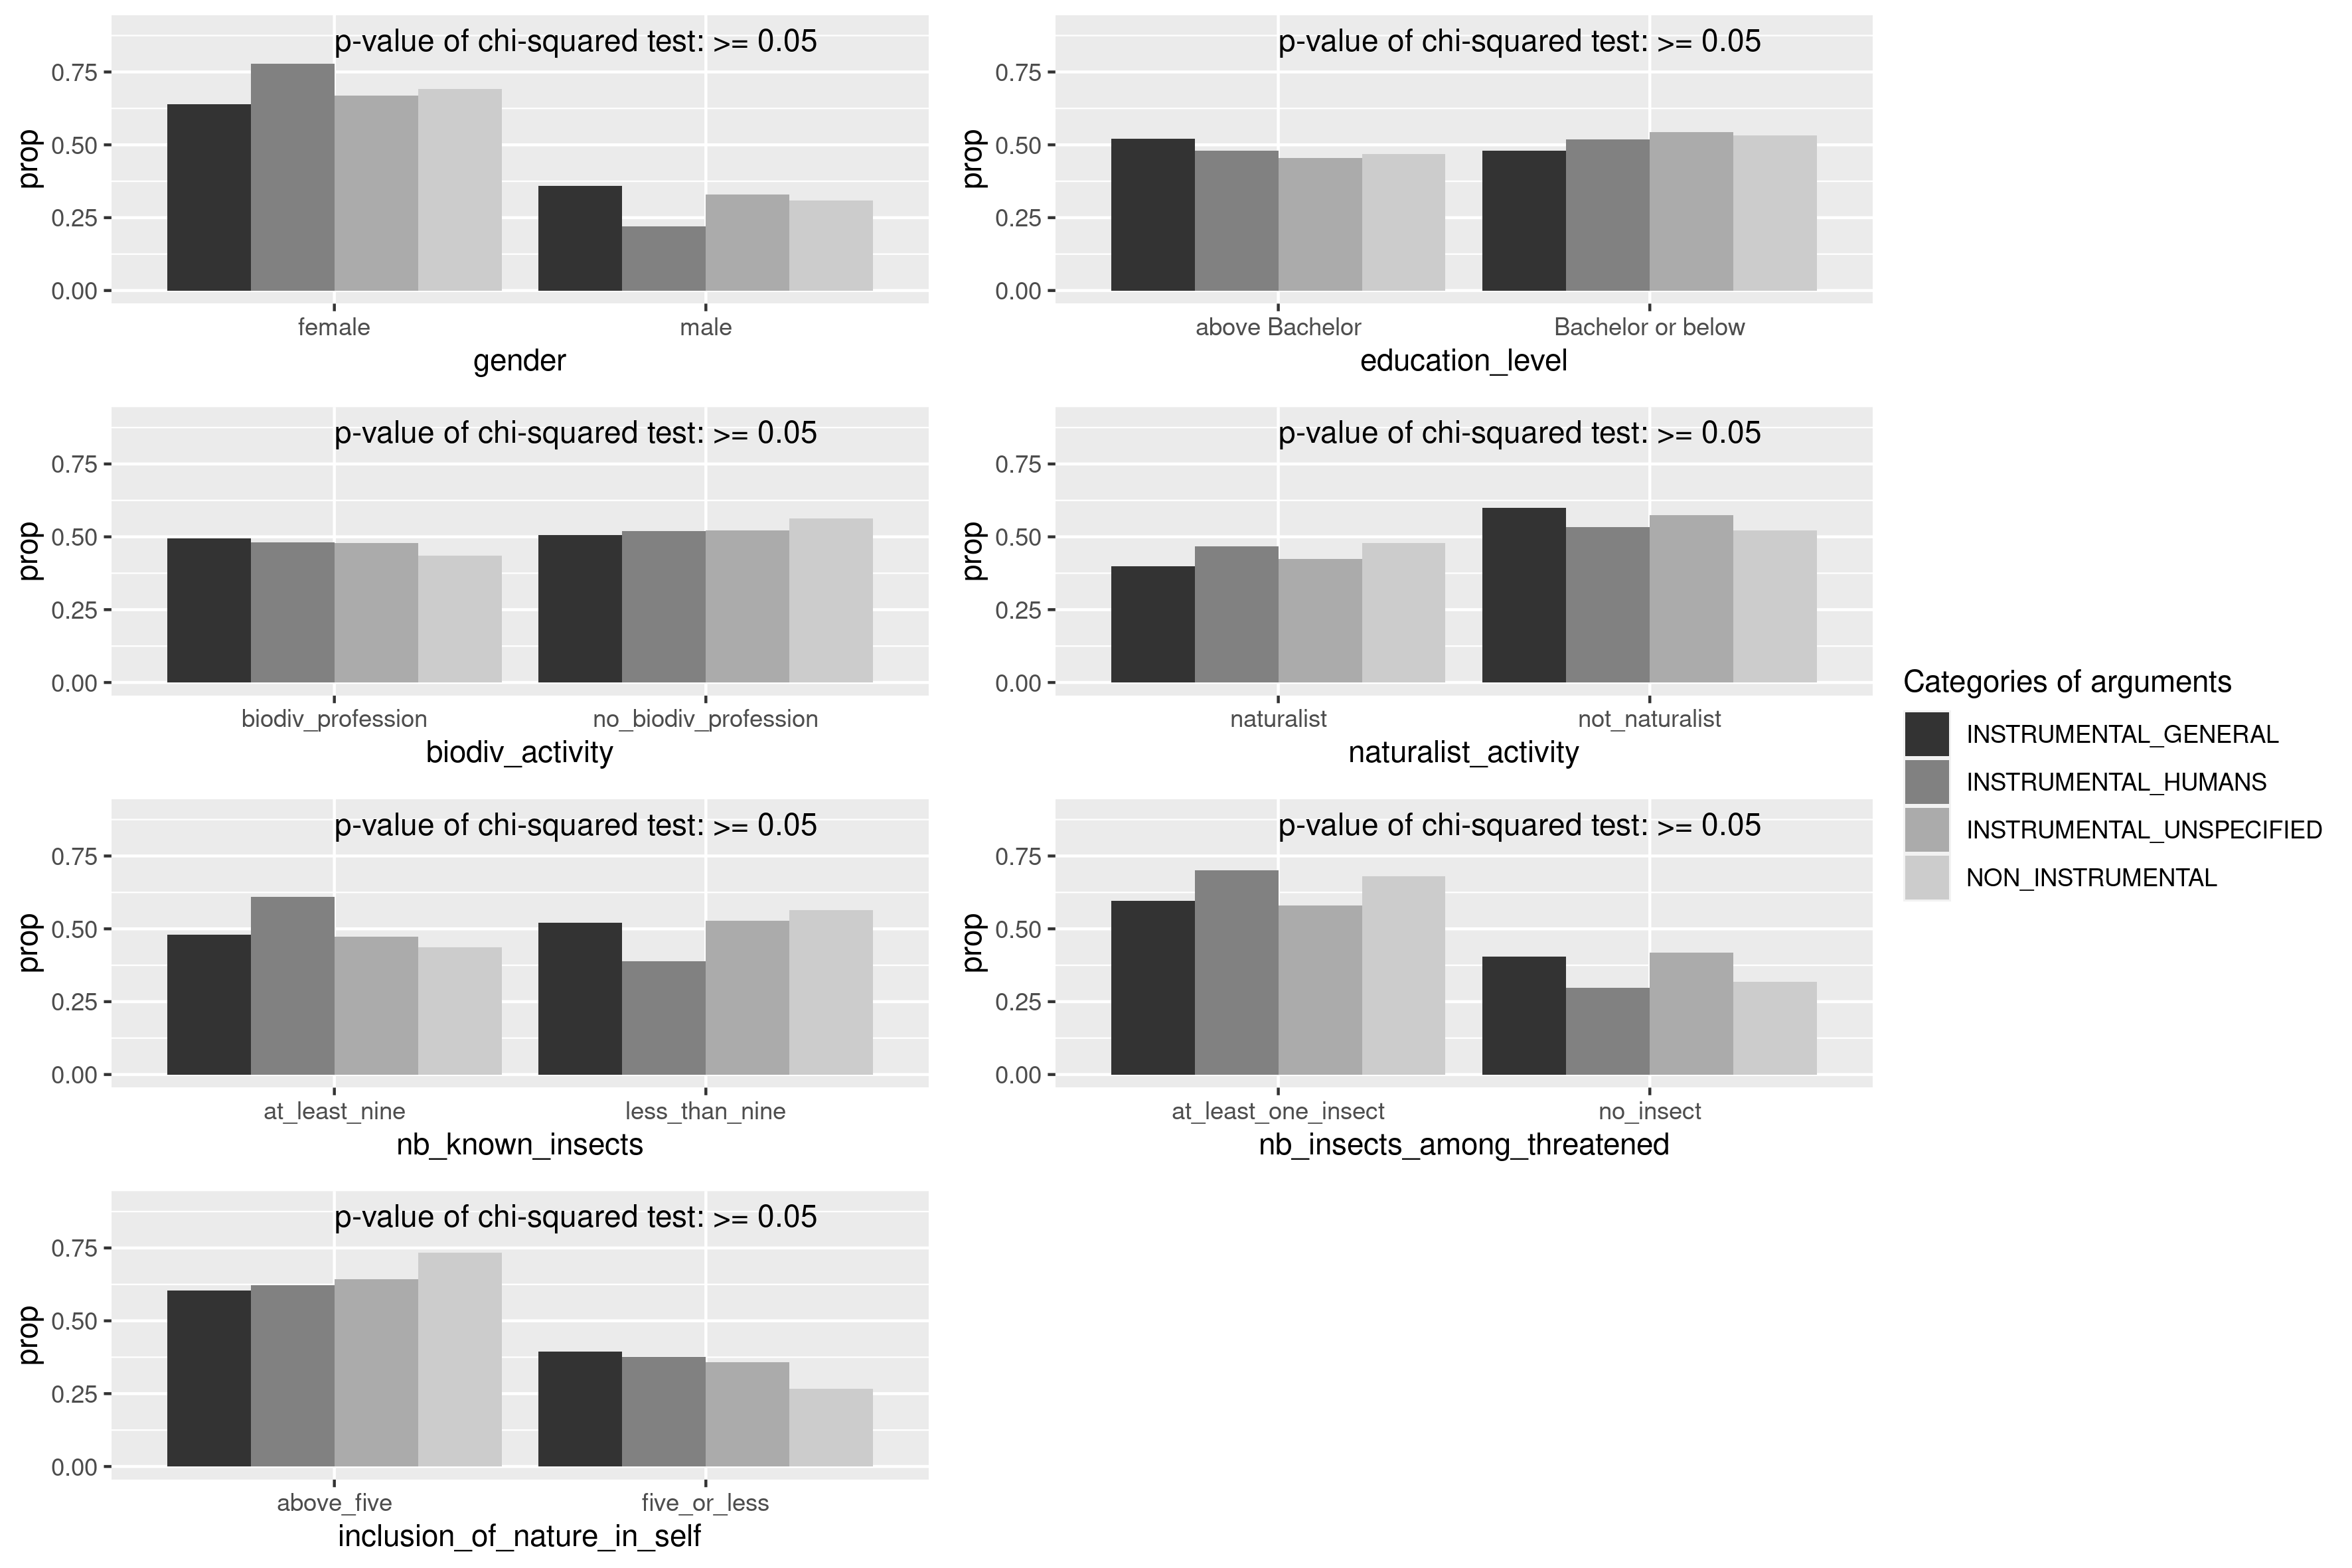 p-value of chi-squared test: >= 0.05
prop
0.75
0.50
0.25
0.00
female male
gender
p-value of chi-squared test: >= 0.05
prop
0.75
0.50
0.25
0.00
above Bachelor Bachelor or below
education_level
p-value of chi-squared test: >= 0.05
prop
0.75
0.50
0.25
0.00
biodiv_profession no_biodiv_profession
biodiv_activity
p-value of chi-squared test: >= 0.05
prop
0.75
0.50
0.25
0.00
naturalist not_naturalist
naturalist_activity
p-value of chi-squared test: >= 0.05
prop
0.75
0.50
0.25
0.00
at_least_nine less_than_nine
nb_known_insects
p-value of chi-squared test: >= 0.05
prop
0.75
0.50
0.25
0.00
at_least_one_insect no_insect
nb_insects_among_threatened
p-value of chi-squared test: >= 0.05
prop
0.75
0.50
0.25
0.00
above_five five_or_less
inclusion_of_nature_in_self
Categories of arguments
INSTRUMENTAL_GENERAL
INSTRUMENTAL_HUMANS
INSTRUMENTAL_UNSPECIFIED
NON_INSTRUMENTAL